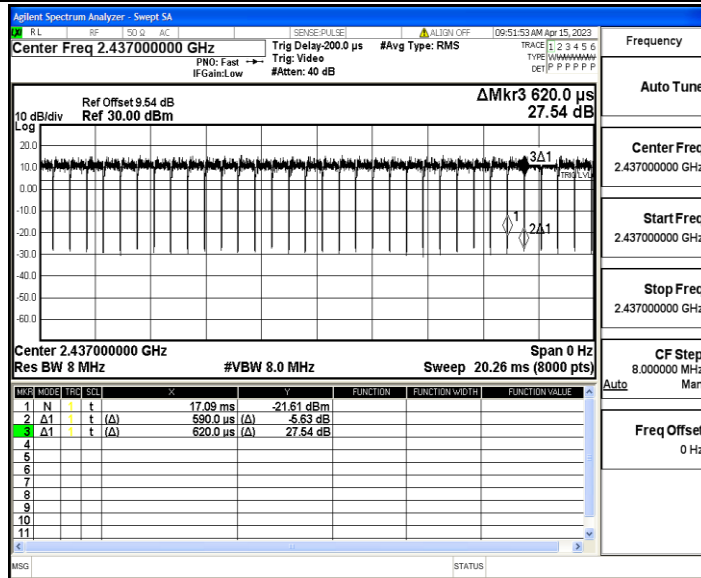 Agilent Spectrum Analyzer - Swept SA
RL RF 50 Ω AC SENSE:PULSE ALIGN OFF 09:51:53 AM Apr 15, 2023
Center Freq 2.437000000 GHz
PNO: Fast
IFGain:Low
Trig Delay-200.0 µs
Trig: Video
#Atten: 40 dB
#Avg Type: RMS
TRACE 1 2 3 4 5 6
TYPE WWWWWW
DET P P P P P P
Ref Offset 9.54 dB
10 dB/div Ref 30.00 dBm
Log
ΔMkr3 620.0 µs
27.54 dB
20.0
10.0
0.00
-10.0
-20.0
-30.0
-40.0
-50.0
-60.0
3Δ1
TRIG LVL
1
2Δ1
Center 2.437000000 GHz Span 0 Hz
Res BW 8 MHz #VBW 8.0 MHz Sweep 20.26 ms (8000 pts)
MKR MODE TRC SCL X Y FUNCTION FUNCTION WIDTH FUNCTION VALUE
1 N 1 t 17.09 ms -21.61 dBm
2 Δ1 1 t (Δ) 590.0 µs (Δ) -5.63 dB
3 Δ1 1 t (Δ) 620.0 µs (Δ) 27.54 dB
4
5
6
7
8
9
10
11
MSG STATUS
Frequency
Auto Tune
Center Freq
2.437000000 GHz
Start Freq
2.437000000 GHz
Stop Freq
2.437000000 GHz
CF Step
8.000000 MHz
Auto Man
Freq Offset
0 Hz